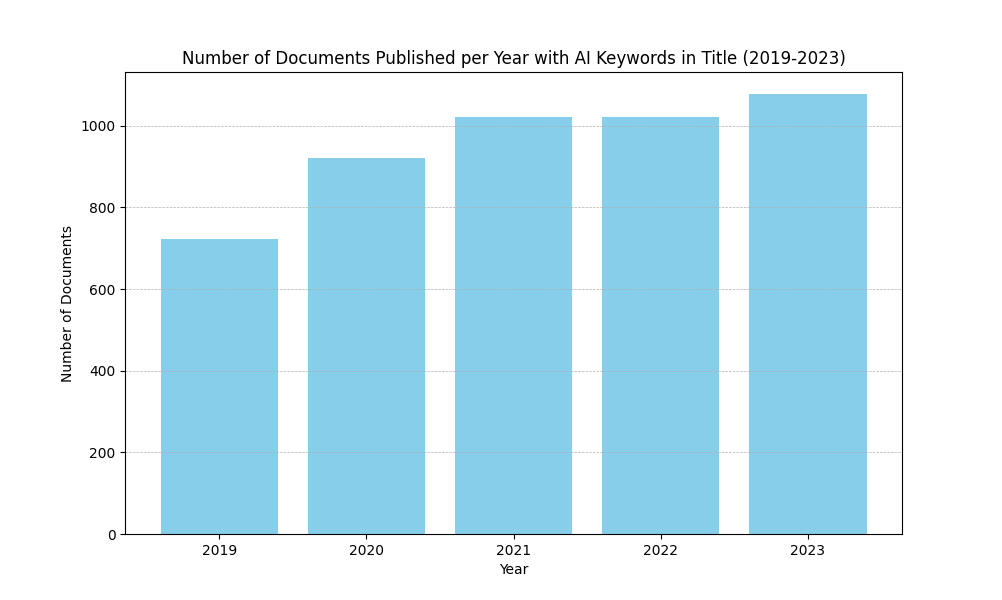 Number of Documents Published per Year with AI Keywords in Title (2019-2023)
Number of Documents
1000
800
600
400
200
0
2019 2020 2021 2022 2023
Year